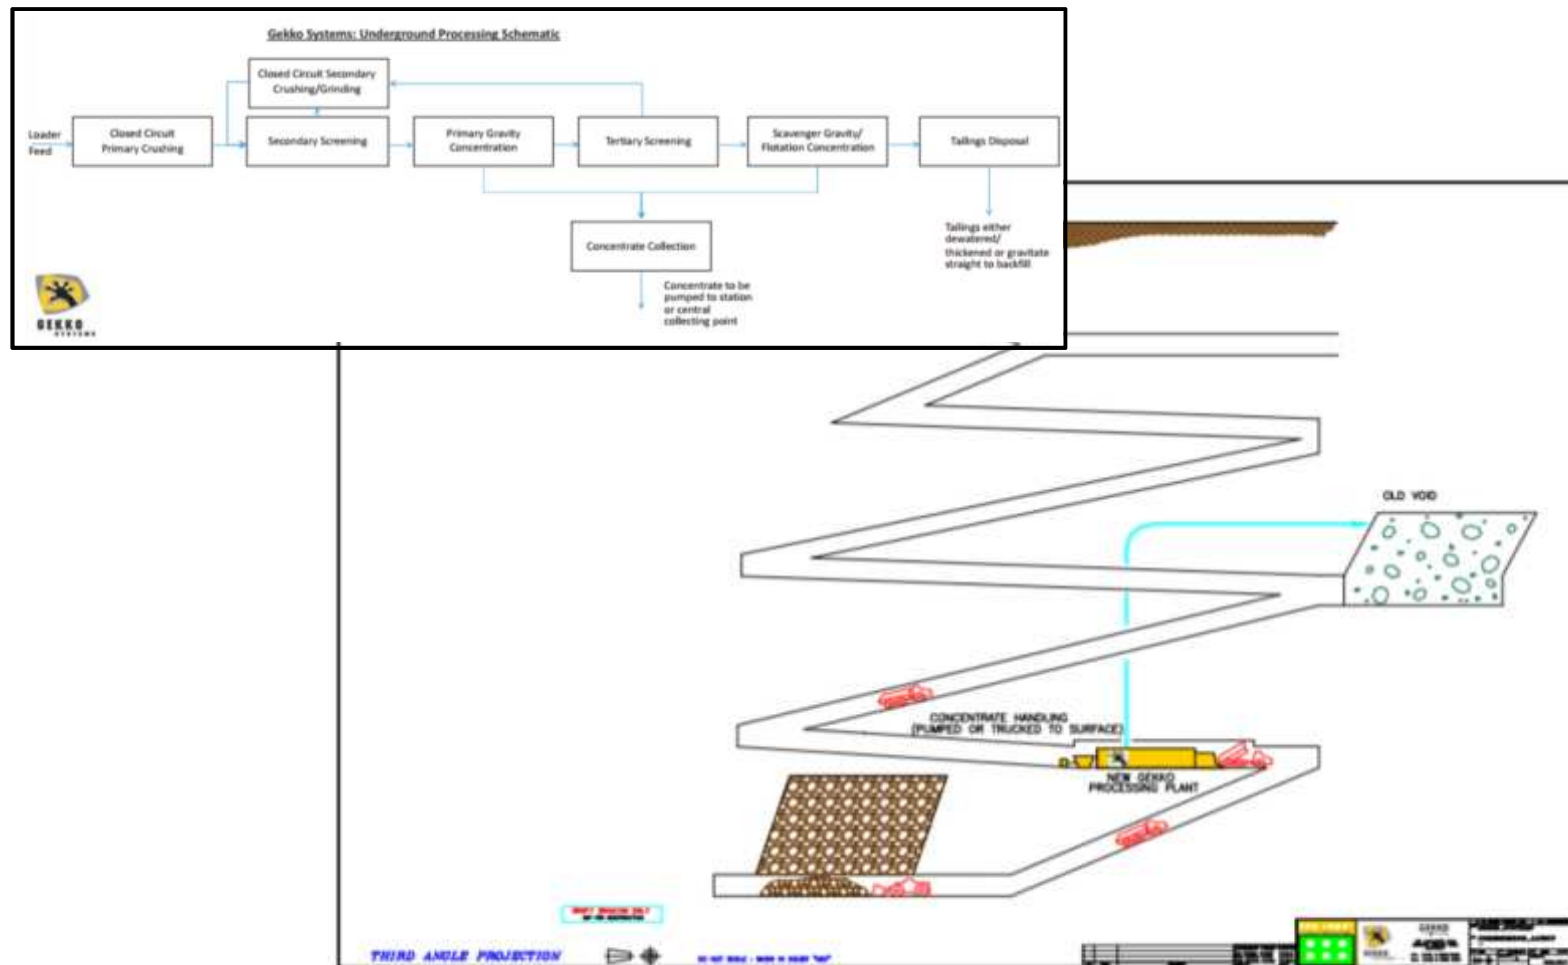 Gekko Systems: Underground Processing Schematic
Closed Circuit Secondary
Crushing/Grinding
Loader
Feed
Closed Circuit
Primary Crushing
Secondary Screening
Primary Gravity
Concentration
Tertiary Screening
Scavenger Gravity/
Flotation Concentration
Tailings Disposal
Concentrate Collection
Tailings either
dewatered/
thickened or gravitate
straight to backfill
Concentrate to be
pumped to station
or central
collecting point
GEKKO
SYSTEMS
OLD VOID
CONCENTRATE HANDLING
(PUMPED OR TRUCKED TO SURFACE)
NEW GEKKO
PROCESSING PLANT
THIRD ANGLE PROJECTION
GEKKO